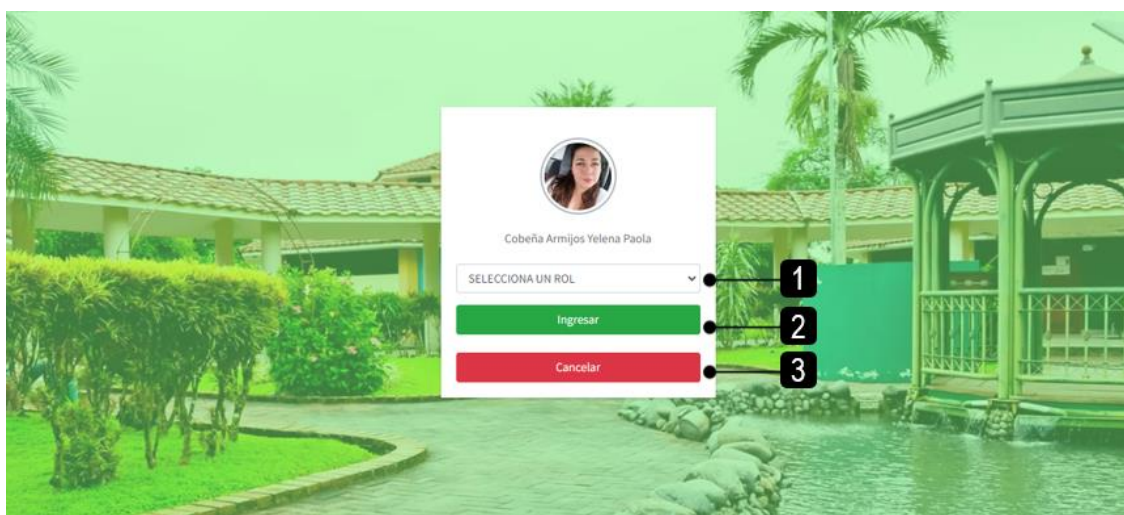 Cobeña Armijos Yelena Paola
SELECCIONA UN ROL
1
Ingresar
2
Cancelar
3